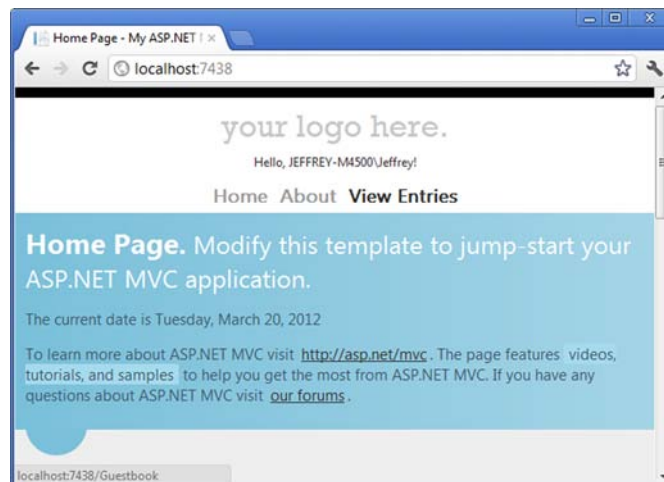 Home Page - My ASP.NET
localhost:7438
your logo here.
Hello, JEFFREY-M4500\Jeffrey!
Home About View Entries
Home Page. Modify this template to jump-start your
ASP.NET MVC application.
The current date is Tuesday, March 20, 2012
To learn more about ASP.NET MVC visit http://asp.net/mvc . The page features videos,
tutorials, and samples to help you get the most from ASP.NET MVC. If you have any
questions about ASP.NET MVC visit our forums .
localhost:7438/Guestbook